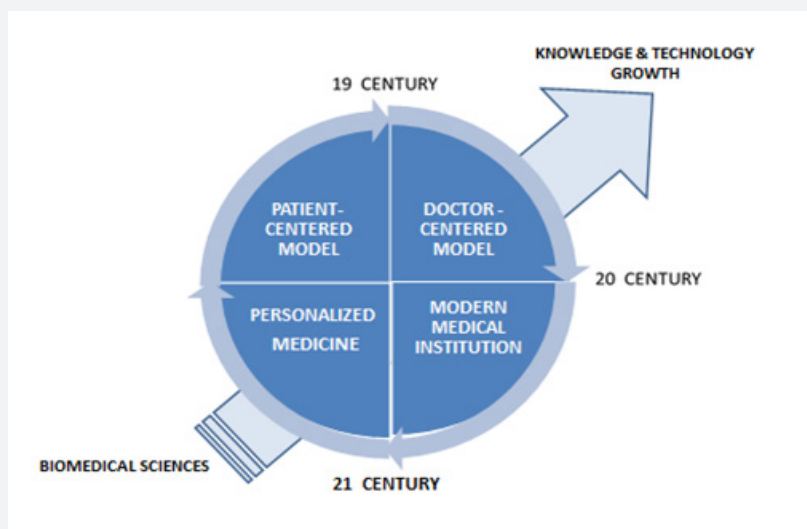 KNOWLEDGE & TECHNOLOGY
GROWTH
19 CENTURY
PATIENT-
CENTERED
MODEL
DOCTOR -
CENTERED
MODEL
20 CENTURY
PERSONALIZED
MEDICINE
MODERN
MEDICAL
INSTITUTION
BIOMEDICAL SCIENCES
21 CENTURY